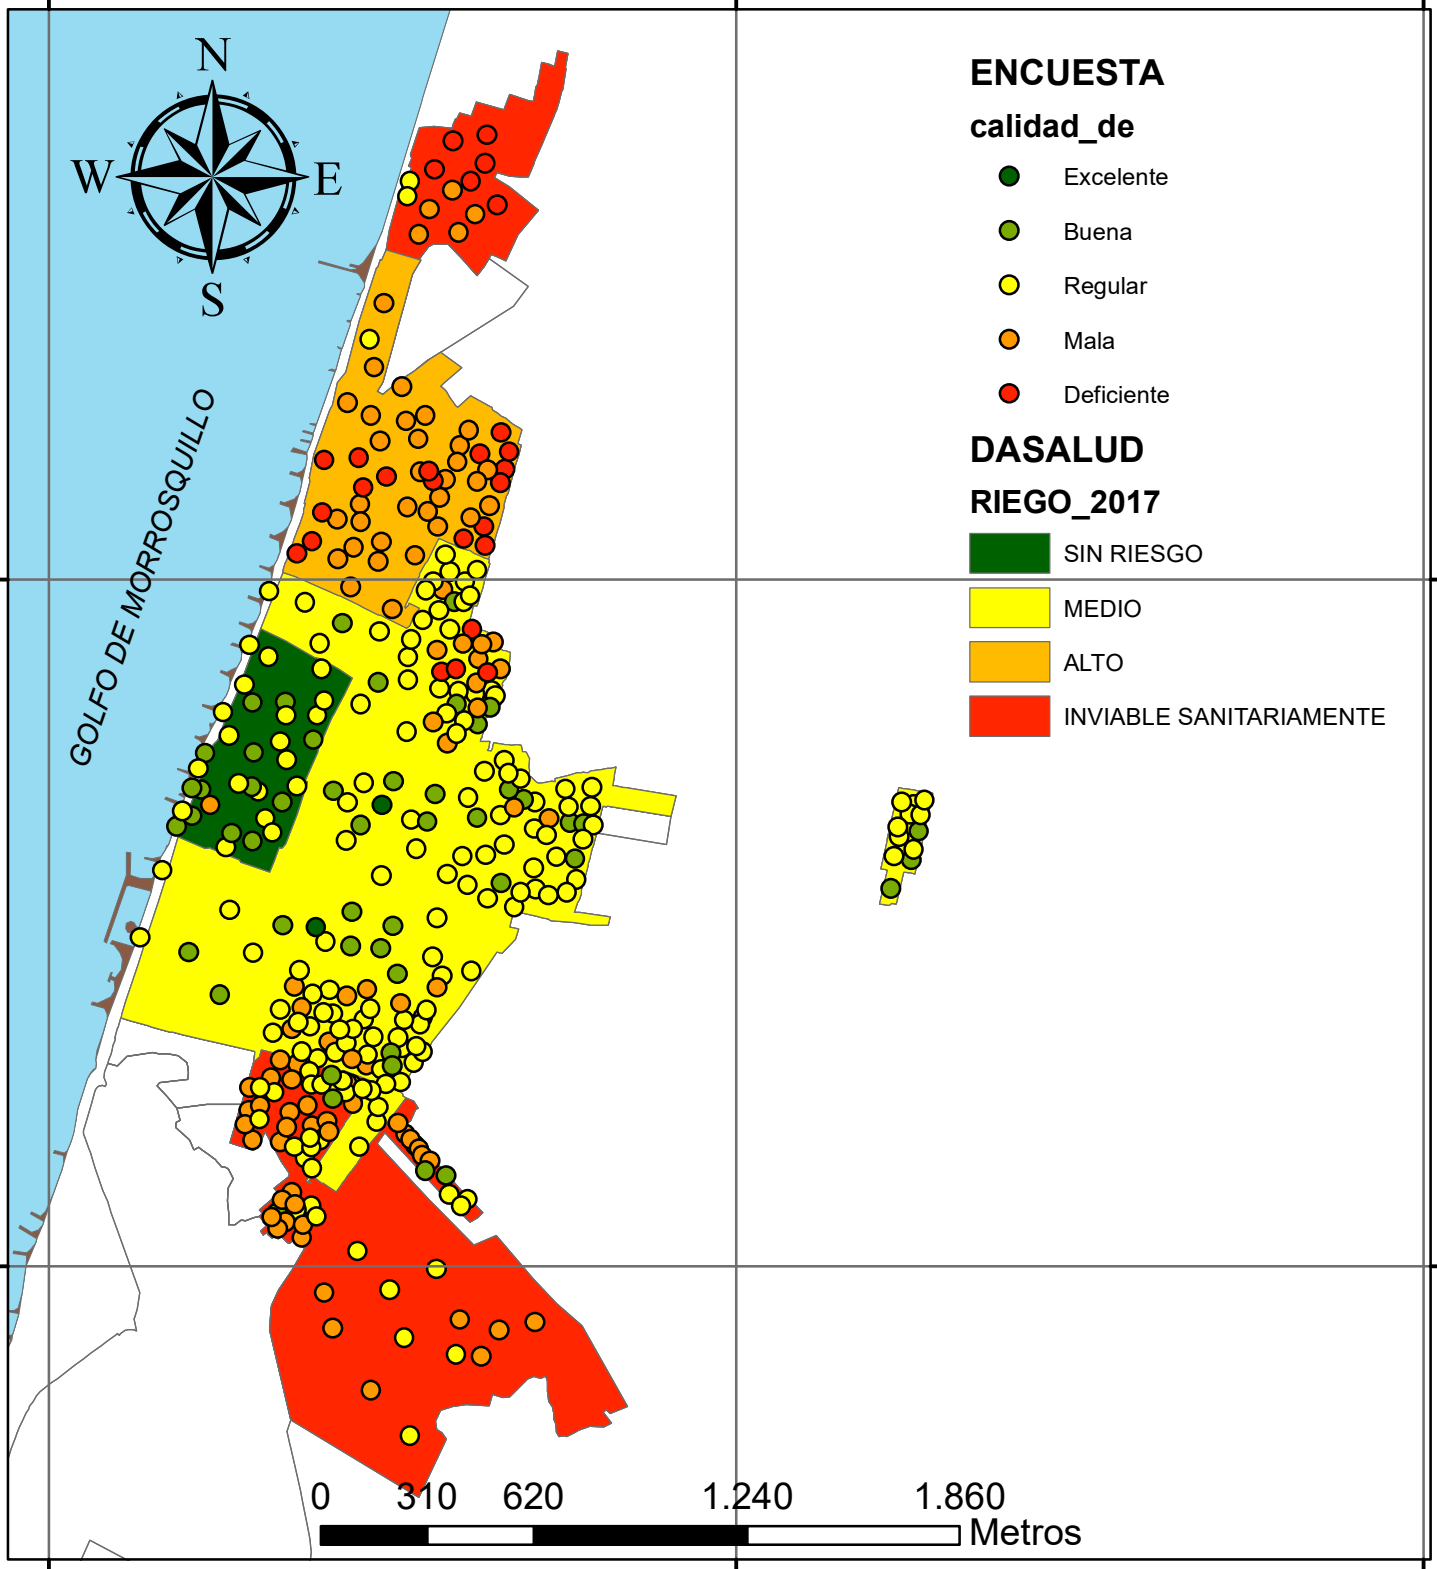 N
W
E
S
GOLFO DE MORROSQUILLO
ENCUESTA
calidad_de
Excelente
Buena
Regular
Mala
Deficiente
DASALUD
RIEGO_2017
SIN RIESGO
MEDIO
ALTO
INVIABLE SANITARIAMENTE
0 310 620 1.240 1.860
Metros